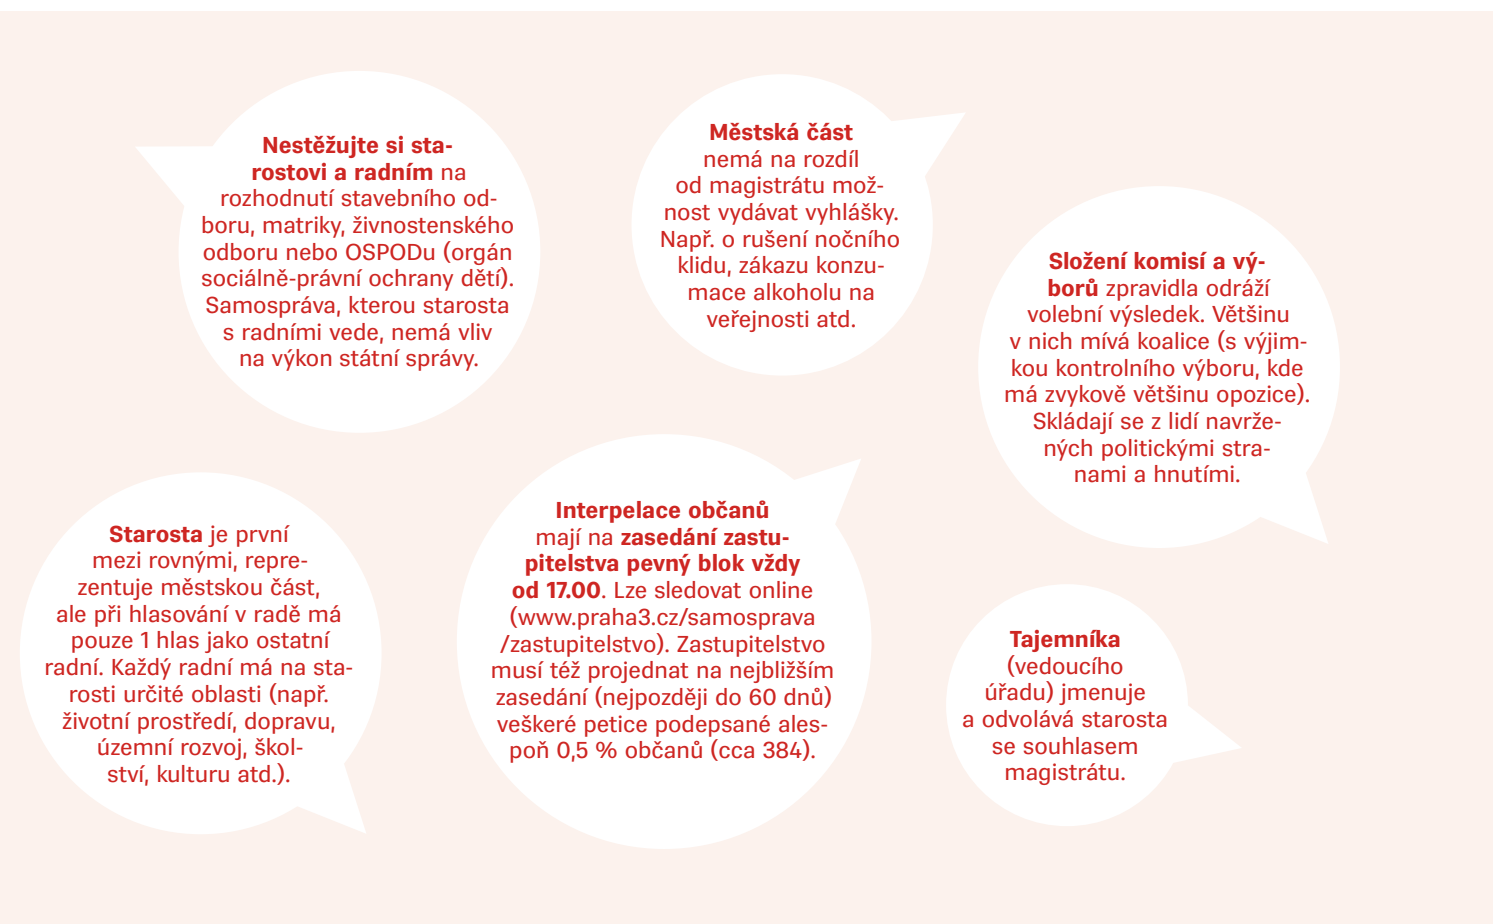 Nestěžujte si sta-
rostovi a radním na
rozhodnutí stavebního od-
boru, matriky, živnostenského
odboru nebo OSPODu (orgán
sociálně-právní ochrany dětí).
Samospráva, kterou starosta
s radními vede, nemá vliv
na výkon státní správy.
Městská část
nemá na rozdíl
od magistrátu mož-
nost vydávat vyhlášky.
Např. o rušení nočního
klidu, zákazu konzu-
mace alkoholu na
veřejnosti atd.
Složení komisí a vý-
borů zpravidla odráží
volební výsledek. Většinu
v nich mívá koalice (s výjim-
kou kontrolního výboru, kde
má zvykově většinu opozice).
Skládají se z lidí navrže-
ných politickými stra-
nami a hnutími.
Starosta je první
mezi rovnými, repre-
zentuje městskou část,
ale při hlasování v radě má
pouze 1 hlas jako ostatní
radní. Každý radní má na sta-
rosti určité oblasti (např.
životní prostředí, dopravu,
územní rozvoj, škol-
ství, kulturu atd.).
Interpelace občanů
mají na zasedání zastu-
pitelstva pevný blok vždy
od 17.00. Lze sledovat online
(www.praha3.cz/samosprava
/zastupitelstvo). Zastupitelstvo
musí též projednat na nejbližším
zasedání (nejpozději do 60 dnů)
veškeré petice podepsané ales-
poň 0,5 % občanů (cca 384).
Tajemníka
(vedoucího
úřadu) jmenuje
a odvolává starosta
se souhlasem
magistrátu.